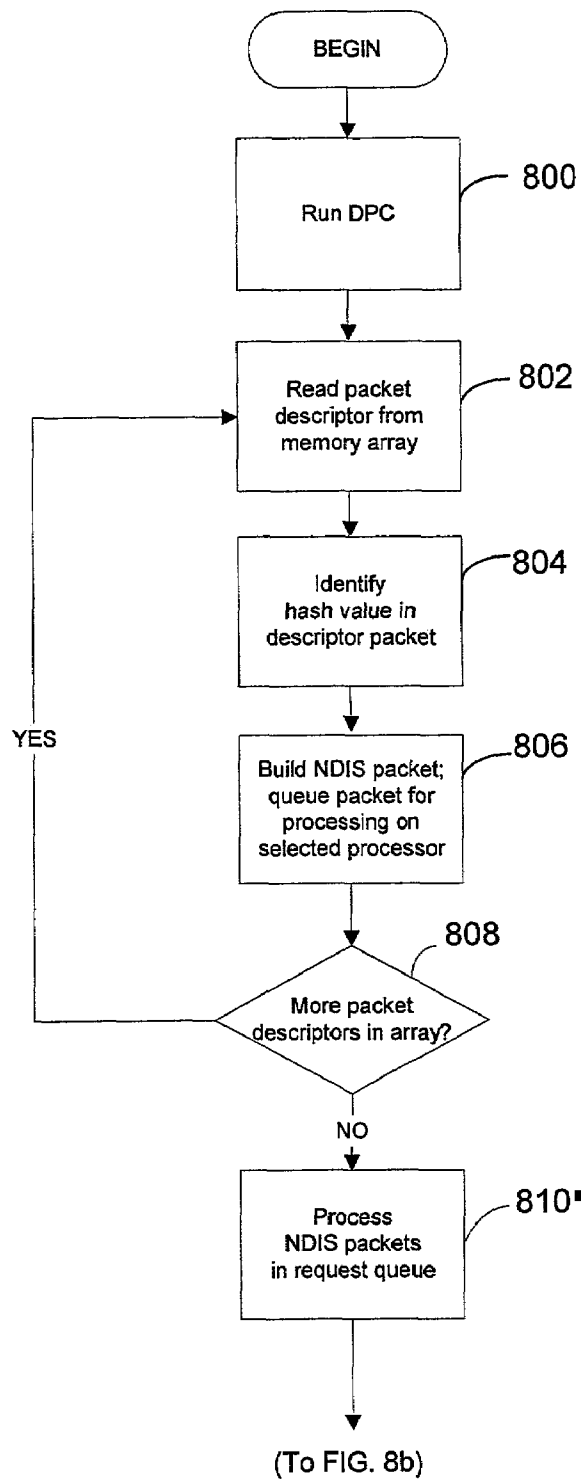 BEGIN
800
Run DPC
802
Read packet
descriptor from
memory array
804
Identify
hash value in
descriptor packet
YES
806
Build NDIS packet;
queue packet for
processing on
selected processor
808
More packet
descriptors in array?
NO
810
Process
NDIS packets
in request queue
(To FIG. 8b)